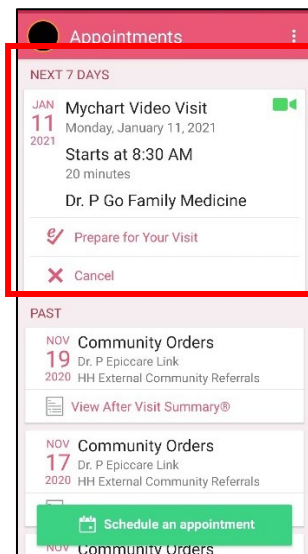 Appointments
NEXT 7 DAYS
JAN
11
2021
Mychart Video Visit
Monday, January 11, 2021
Starts at 8:30 AM
20 minutes
Dr. P Go Family Medicine
Prepare for Your Visit
Cancel
PAST
NOV
19
2020
Community Orders
Dr. P Epiccare Link
HH External Community Referrals
View After Visit Summary®
NOV
17
2020
Community Orders
Dr. P Epiccare Link
HH External Community Referrals
Schedule an appointment
NOV
Community Orders